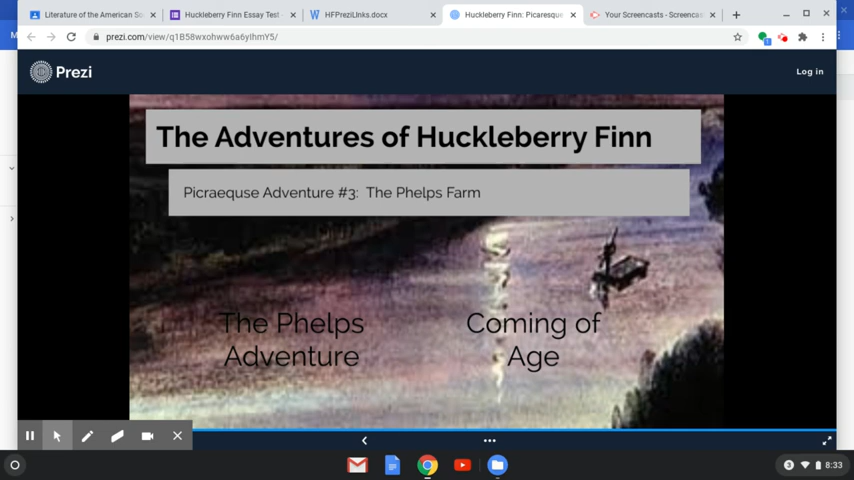 Literature of the American So
Huckleberry Finn Essay Test -
HFPreziLInks.docx
Huckleberry Finn: Picaresque
Your Screencasts - Screencas
prezi.com/view/q1B58wxohww6a6yIhmY5/
Prezi
Log in
The Adventures of Huckleberry Finn
Picraequse Adventure #3: The Phelps Farm
The Phelps
Adventure
Coming of
Age
8:33